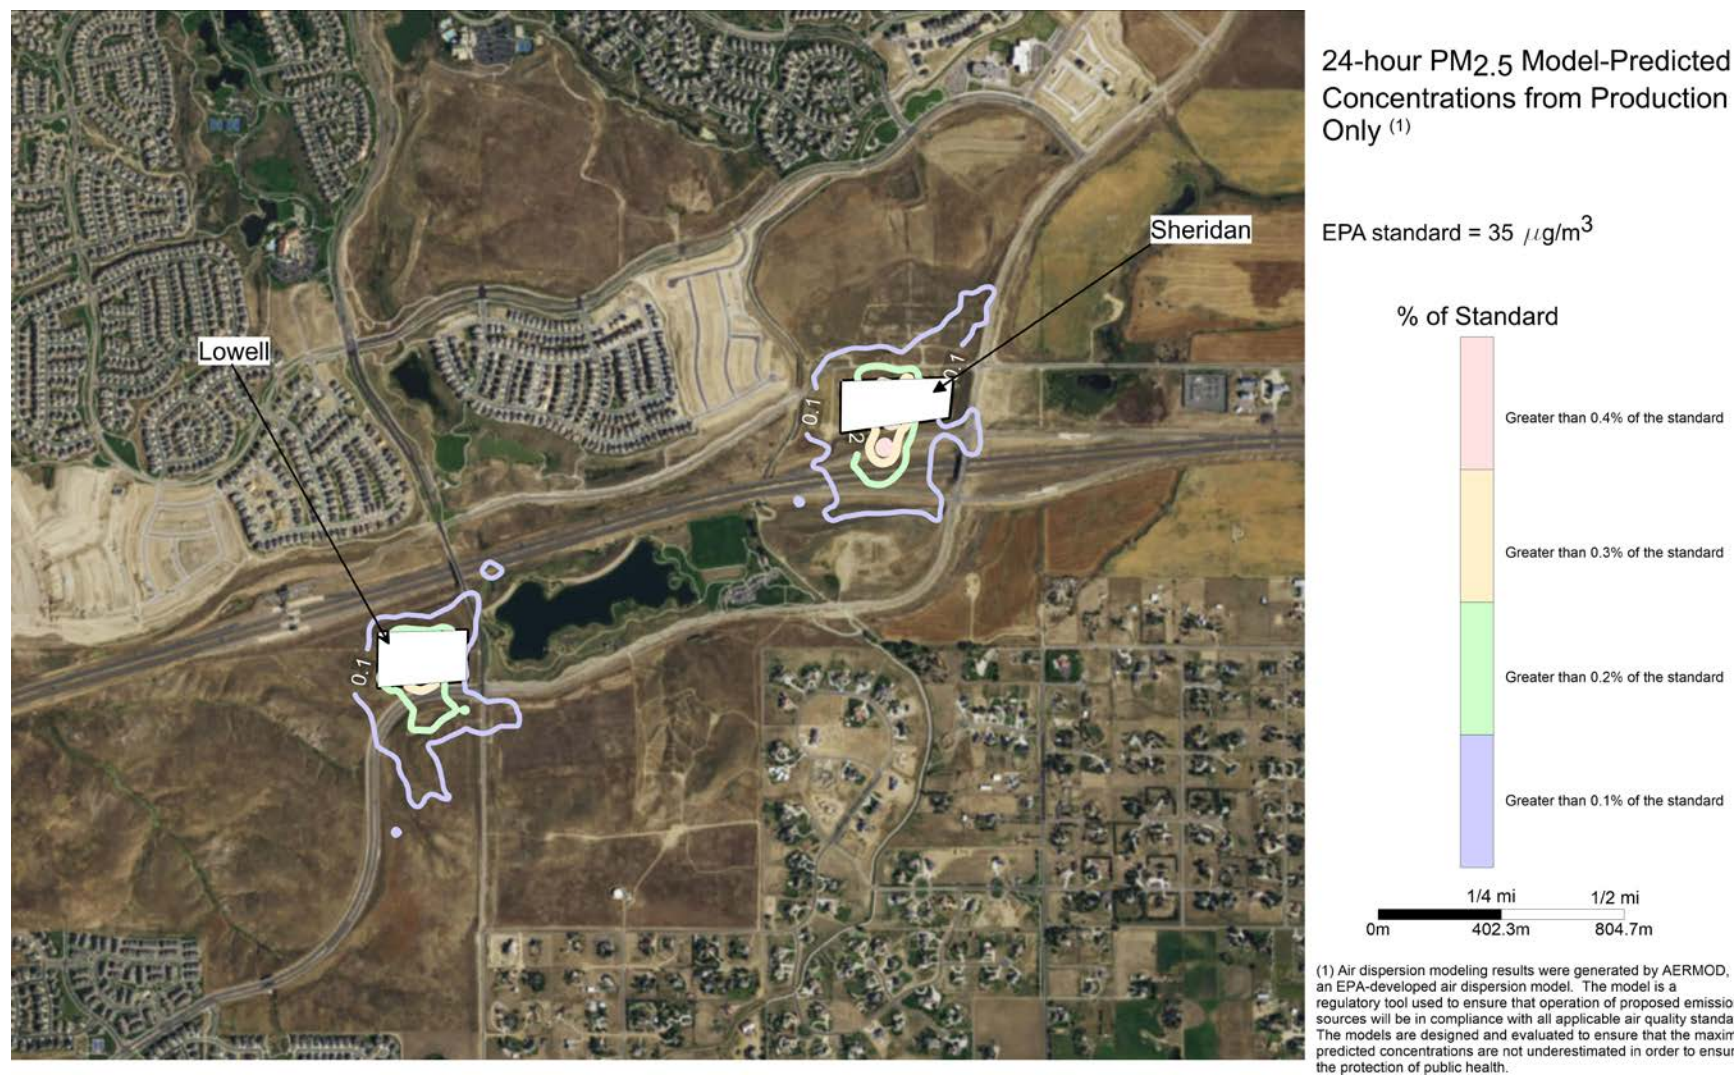 24-hour PM2.5 Model-Predicted
Concentrations from Production
Only (1)
EPA standard = 35 µg/m3
% of Standard
Greater than 0.4% of the standard
Greater than 0.3% of the standard
Greater than 0.2% of the standard
Greater than 0.1% of the standard
1/4 mi 1/2 mi
0m 402.3m 804.7m
(1) Air dispersion modeling results were generated by AERMOD,
an EPA-developed air dispersion model. The model is a
regulatory tool used to ensure that operation of proposed emissio
sources will be in compliance with all applicable air quality standa
The models are designed and evaluated to ensure that the maxim
predicted concentrations are not underestimated in order to ensur
the protection of public health.
Sheridan
Lowell
0.1
0.1
2
0.1